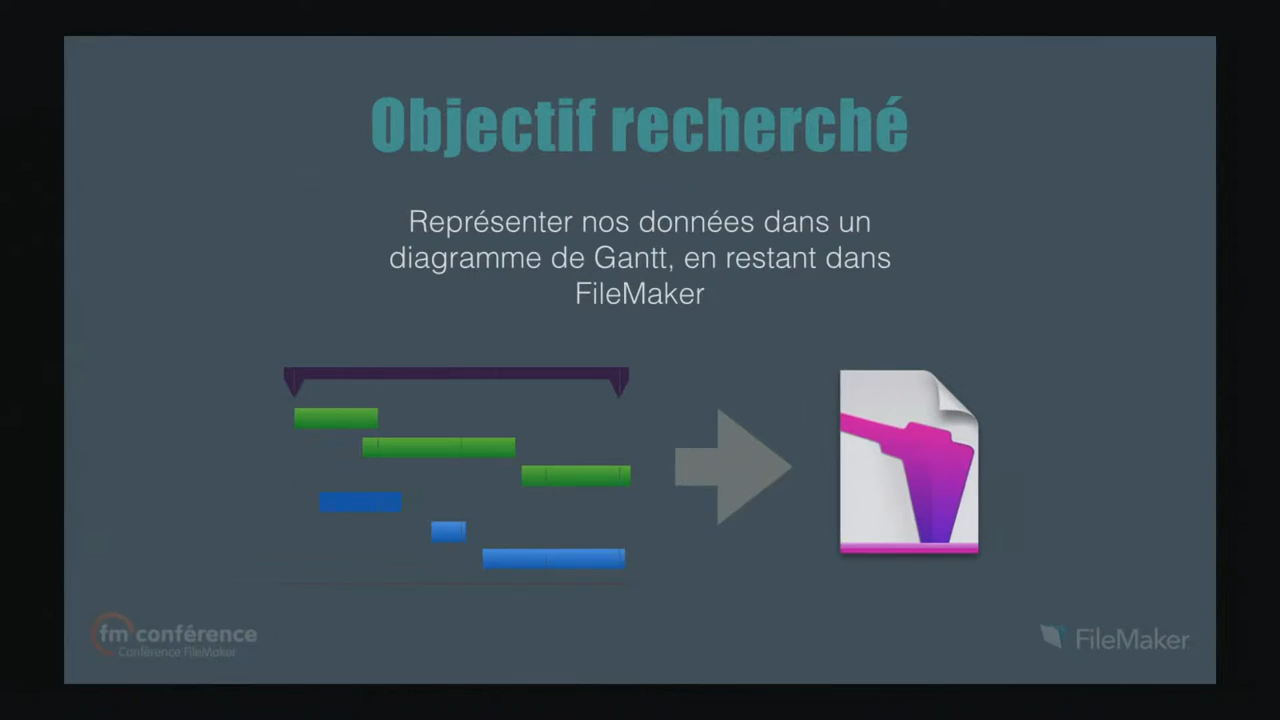 Objectif recherché
Représenter nos données dans un
diagramme de Gantt, en restant dans
FileMaker
fm conférence
Conférence FileMaker
FileMaker